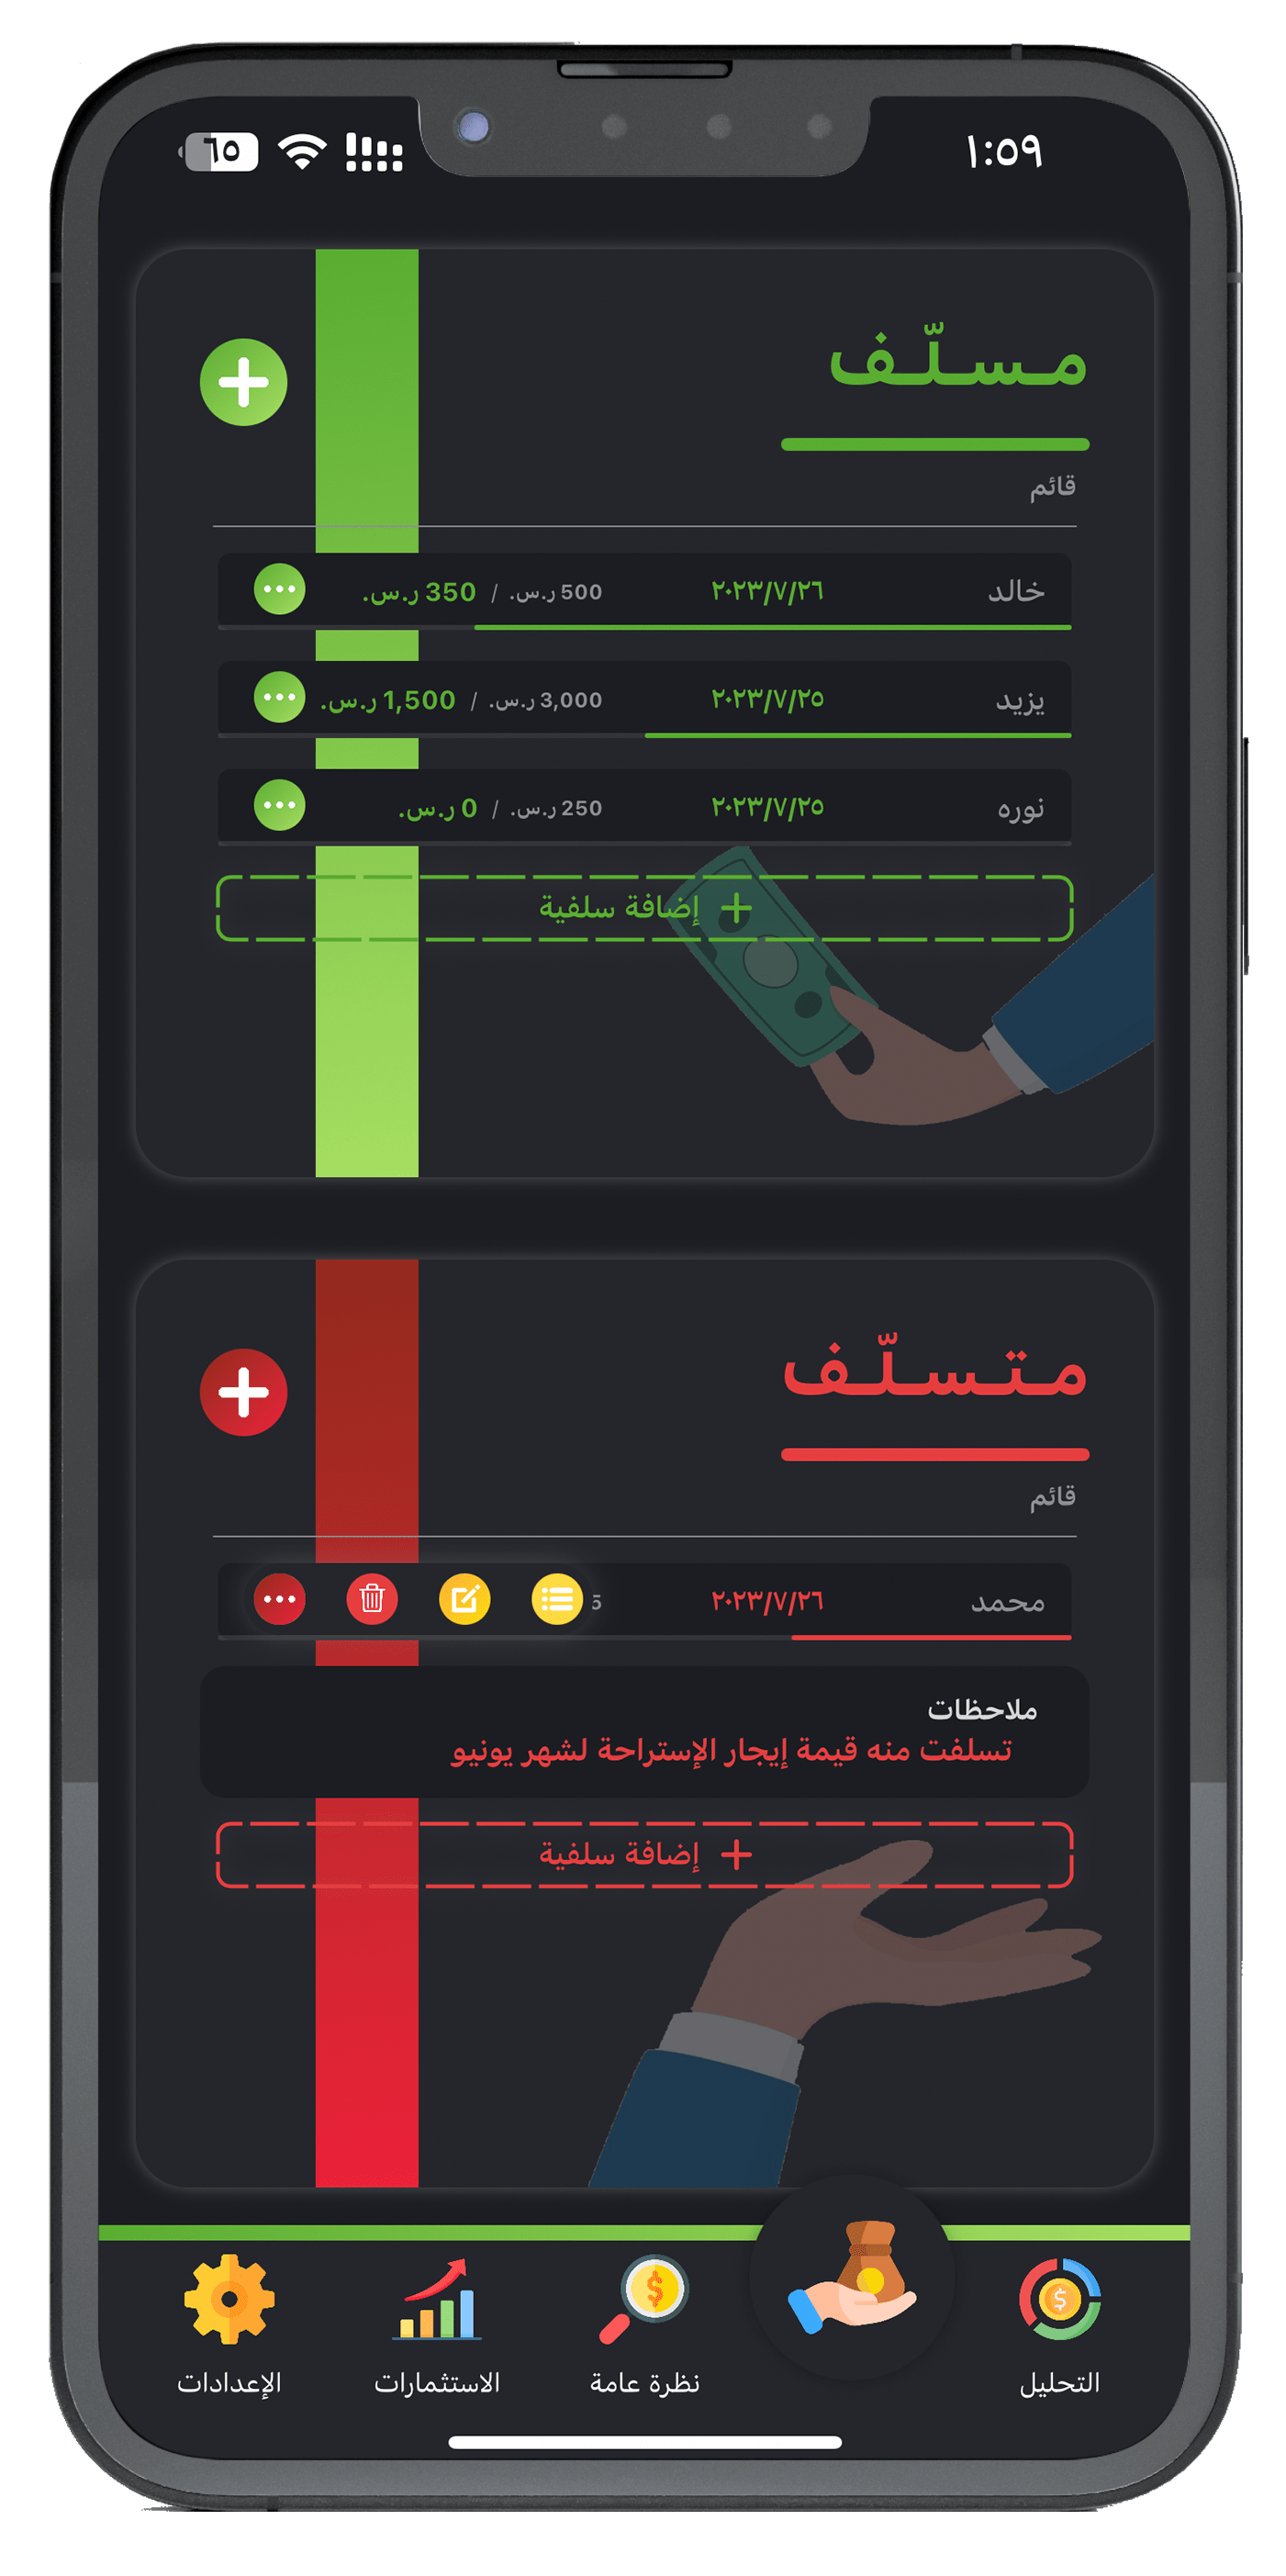 ١:٥٩
٦٥
مسلّف
قائم
خالد ٢٠٢٣/٧/٢٦ 500 ر.س. / 350 ر.س.
يزيد ٢٠٢٣/٧/٢٥ 3,000 ر.س. / 1,500 ر.س.
نوره ٢٠٢٣/٧/٢٥ 250 ر.س. / 0 ر.س.
+ إضافة سلفية
متسلّف
قائم
محمد ٢٠٢٣/٧/٢٦ 5
ملاحظات
تسلفت منه قيمة إيجار الإستراحة لشهر يونيو
+ إضافة سلفية
التحليل
نظرة عامة
الاستثمارات
الإعدادات